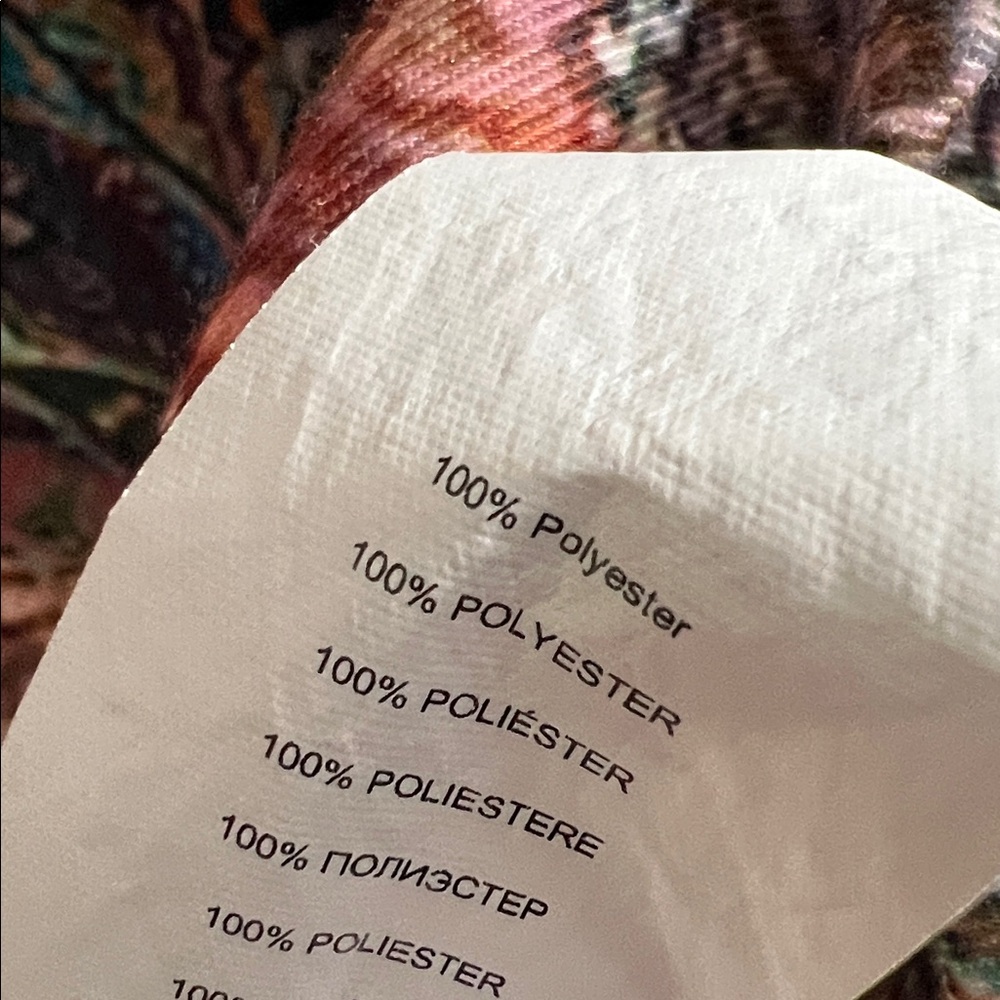 100% Polyester
100% POLYESTER
100% POLIÉSTER
100% POLIESTERE
100% ПОЛИЭСТЕР
100% POLIESTER